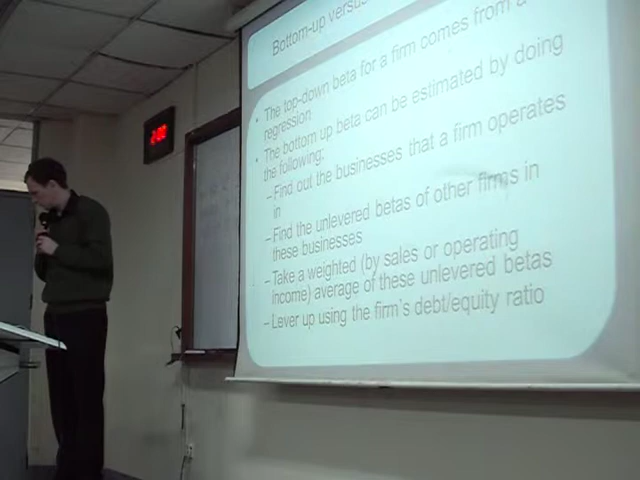 Bottom-up versus
The top-down beta for a firm comes from a
regression
The bottom up beta can be estimated by doing
the following:
–Find out the businesses that a firm operates
in
–Find the unlevered betas of other firms in
these businesses
–Take a weighted (by sales or operating
income) average of these unlevered betas
–Lever up using the firm's debt/equity ratio